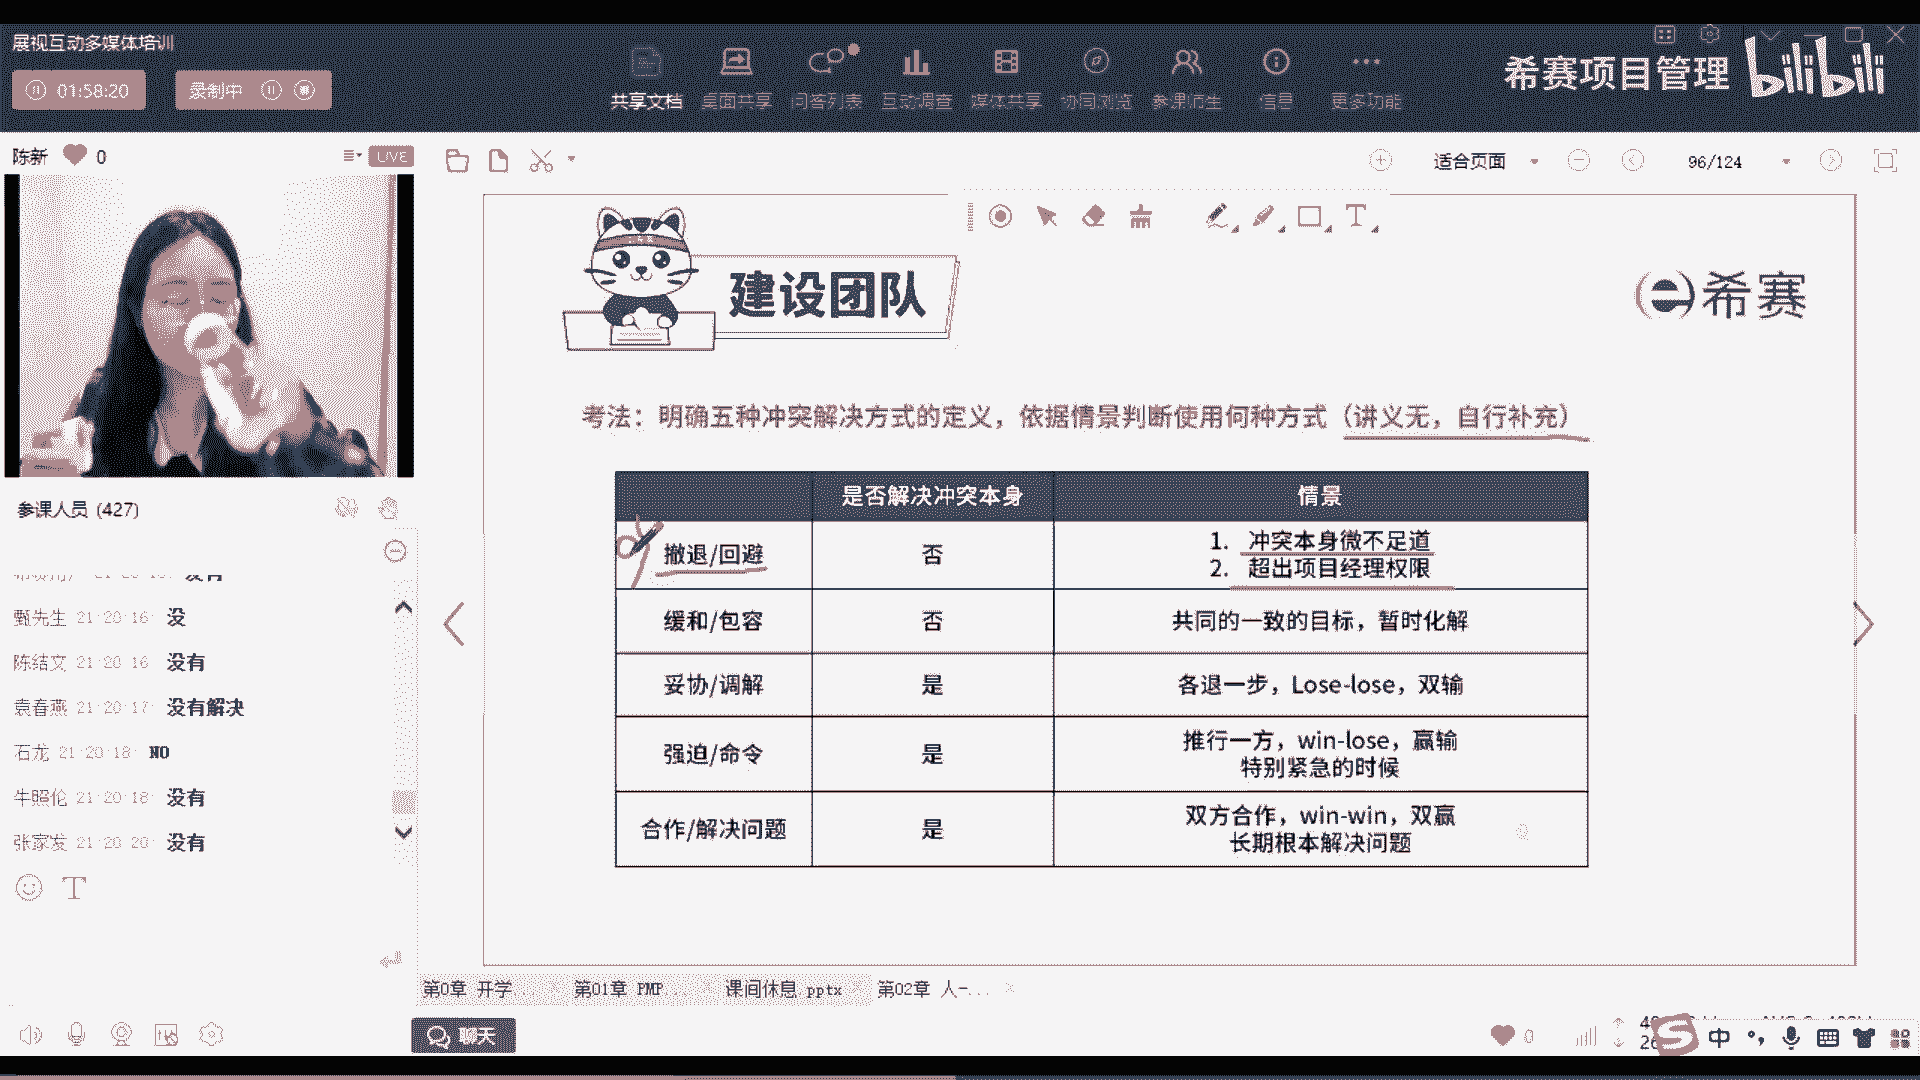 展视互动多媒体培训
01:58:20
录制中
共享文档
桌面共享
问答列表
互动调查
媒体共享
协同浏览
参课师生
信息
更多功能
希赛项目管理
bilibili
陈新
0
LIVE
适合页面
96/124
建设团队
希赛
考法：明确五种冲突解决方式的定义，依据情景判断使用何种方式（讲义无，自行补充）
是否解决冲突本身
情景
撤退/回避
否
1. 冲突本身微不足道
2. 超出项目经理权限
缓和/包容
否
共同的一致的目标，暂时化解
妥协/调解
是
各退一步，Lose-lose，双输
强迫/命令
是
推行一方，win-lose，赢输
特别紧急的时候
合作/解决问题
是
双方合作，win-win，双赢
长期根本解决问题
参课人员 (427)
甄先生 21:20:16 没
陈结文 21:20:16 没有
袁春燕 21:20:17 没有解决
石龙 21:20:18 NO
牛照伦 21:20:18 没有
张家发 21:20:20 没有
第0章 开学...
第01章 PMP...
课间休息.pptx
第02章 人-...
聊天
0
中